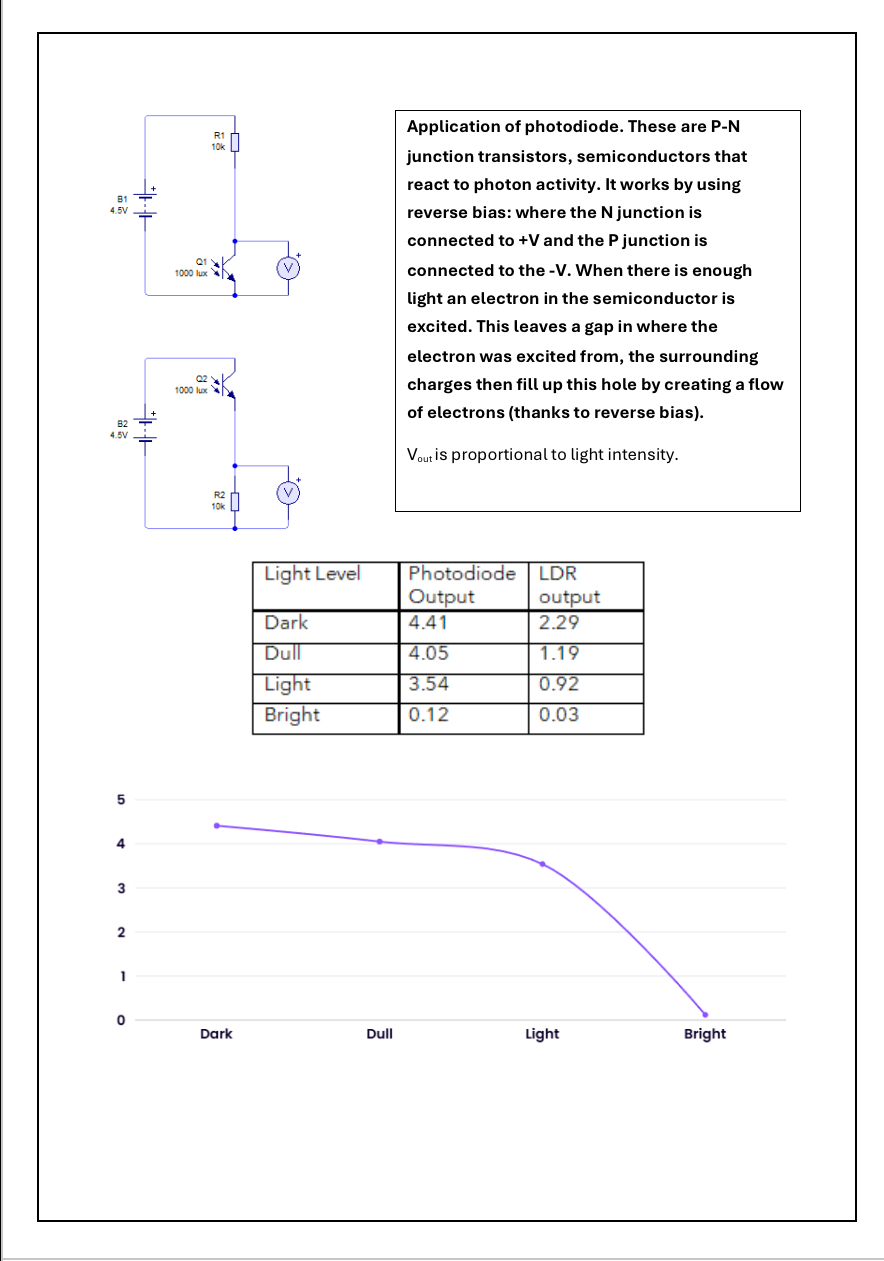 R1
10k
B1
4.5V
+
Q1
1000 lux
V
+
Application of photodiode. These are P-N
junction transistors, semiconductors that
react to photon activity. It works by using
reverse bias: where the N junction is
connected to +V and the P junction is
connected to the -V. When there is enough
light an electron in the semiconductor is
excited. This leaves a gap in where the
electron was excited from, the surrounding
charges then fill up this hole by creating a flow
of electrons (thanks to reverse bias).
Vout is proportional to light intensity.
Q2
1000 lux
B2
4.5V
+
R2
10k
V
+
Light Level Photodiode Output LDR output
Dark 4.41 2.29
Dull 4.05 1.19
Light 3.54 0.92
Bright 0.12 0.03
5
4
3
2
1
0
Dark Dull Light Bright